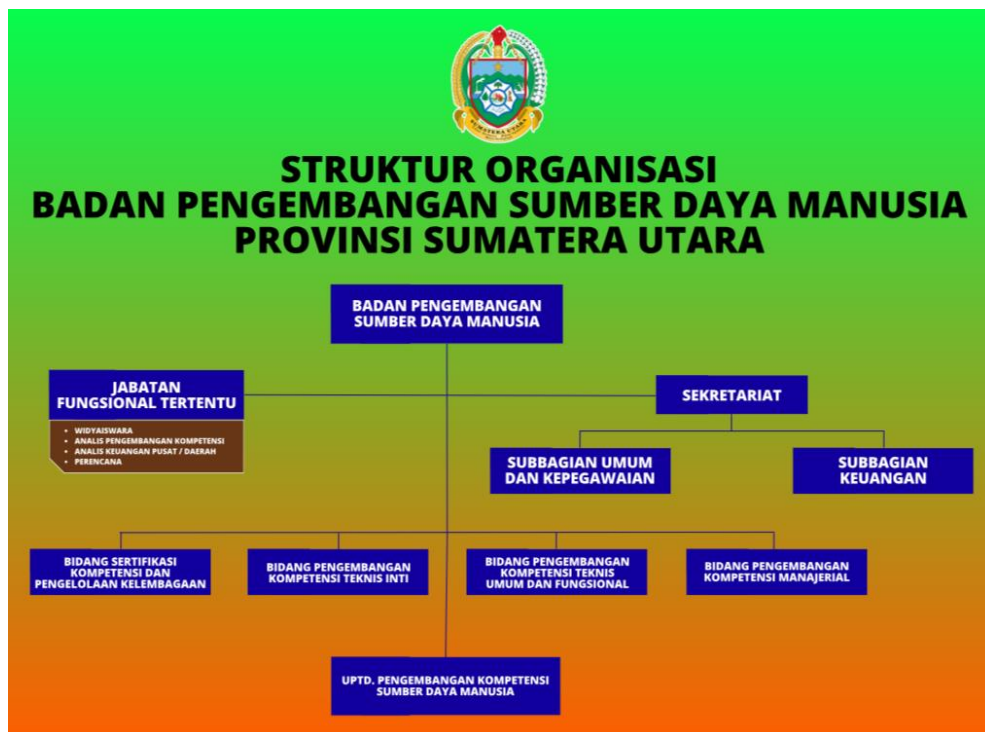 SUMATERA UTARA
STRUKTUR ORGANISASI
BADAN PENGEMBANGAN SUMBER DAYA MANUSIA
PROVINSI SUMATERA UTARA
BADAN PENGEMBANGAN
SUMBER DAYA MANUSIA
JABATAN
FUNGSIONAL TERTENTU
• WIDYAISWARA
• ANALIS PENGEMBANGAN KOMPETENSI
• ANALIS KEUANGAN PUSAT / DAERAH
• PERENCANA
SEKRETARIAT
SUBBAGIAN UMUM
DAN KEPEGAWAIAN
SUBBAGIAN
KEUANGAN
BIDANG SERTIFIKASI
KOMPETENSI DAN
PENGELOLAAN KELEMBAGAAN
BIDANG PENGEMBANGAN
KOMPETENSI TEKNIS INTI
BIDANG PENGEMBANGAN
KOMPETENSI TEKNIS
UMUM DAN FUNGSIONAL
BIDANG PENGEMBANGAN
KOMPETENSI MANAJERIAL
UPTD. PENGEMBANGAN KOMPETENSI
SUMBER DAYA MANUSIA